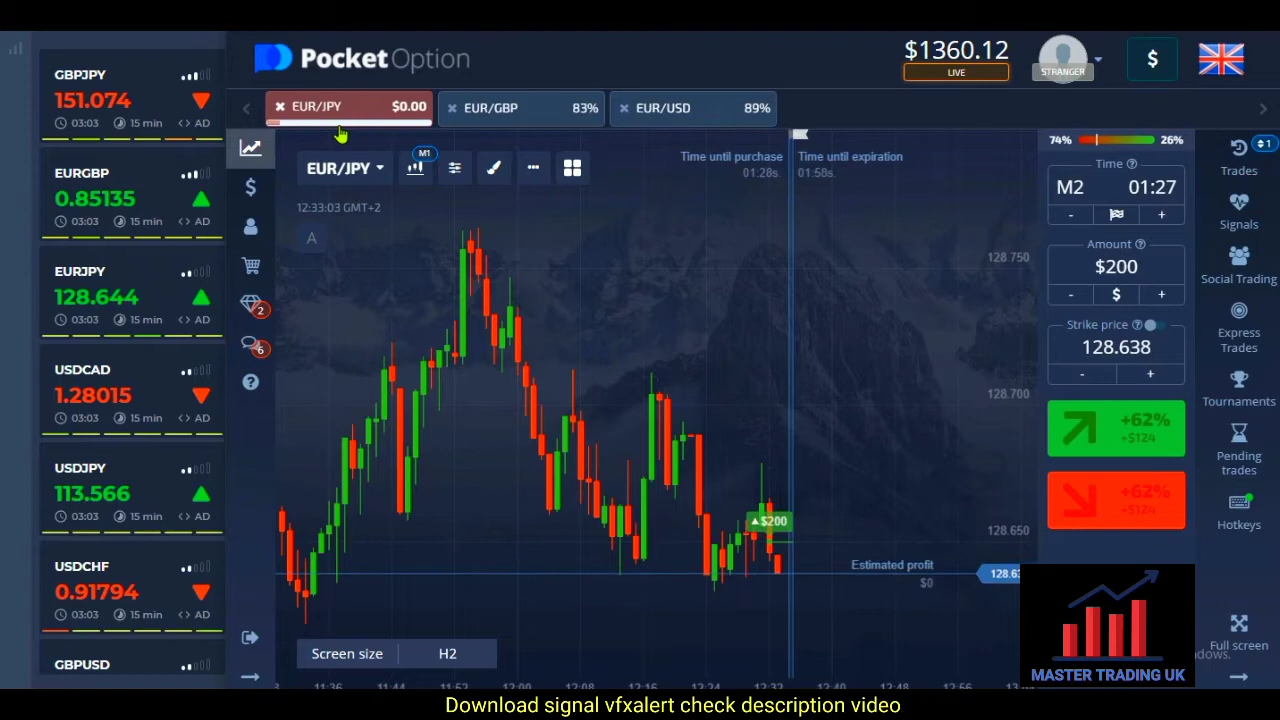 GBPJPY
151.074
03:03 15 min
EURGBP
0.85135
03:03 15 min <> AD
EURJPY
128.644
03:03 15 min <> AD
USDCAD
1.28015
03:03 15 min <> AD
USDJPY
113.566
03:03 15 min <> AD
USDCHF
0.91794
03:03 15 min <> AD
GBPUSD
PocketOption
$1360.12
LIVE
STRANGER
$
EUR/JPY $0.00
EUR/GBP 83%
EUR/USD 89%
EUR/JPY
M1
12:33:03 GMT+2
A
2
6
Time until purchase
01:28s.
Time until expiration
01:58s.
128.750
128.700
128.650
128.63
$200
Estimated profit
$0
Screen size H2
11:36 11:44 11:52 12:00 12:08 12:16 12:24 12:32 12:40 12:48 12:56
74% 26%
Time
M2 01:27
- +
Amount
$200
- $ +
Strike price
128.638
- +
+62%
+$124
+62%
+$124
1
Trades
Signals
Social Trading
Express
Trades
Tournaments
Pending
trades
Hotkeys
Full screen
MASTER TRADING UK
Download signal vfxalert check description video